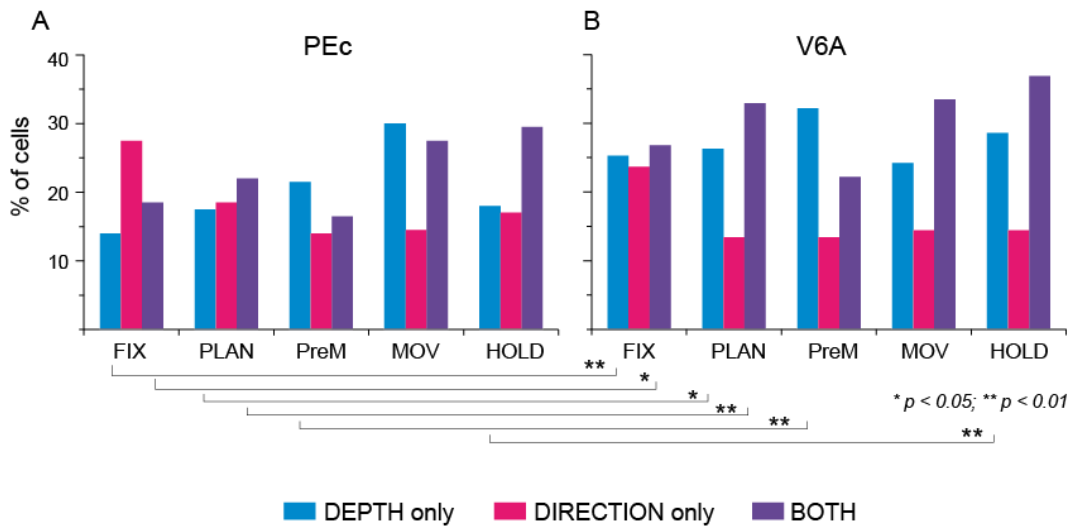 A
B
PEc
V6A
% of cells
40
30
20
10
FIX PLAN PreM MOV HOLD
FIX PLAN PreM MOV HOLD
**
*
*
**
**
**
* p < 0.05; ** p < 0.01
DEPTH only DIRECTION only BOTH